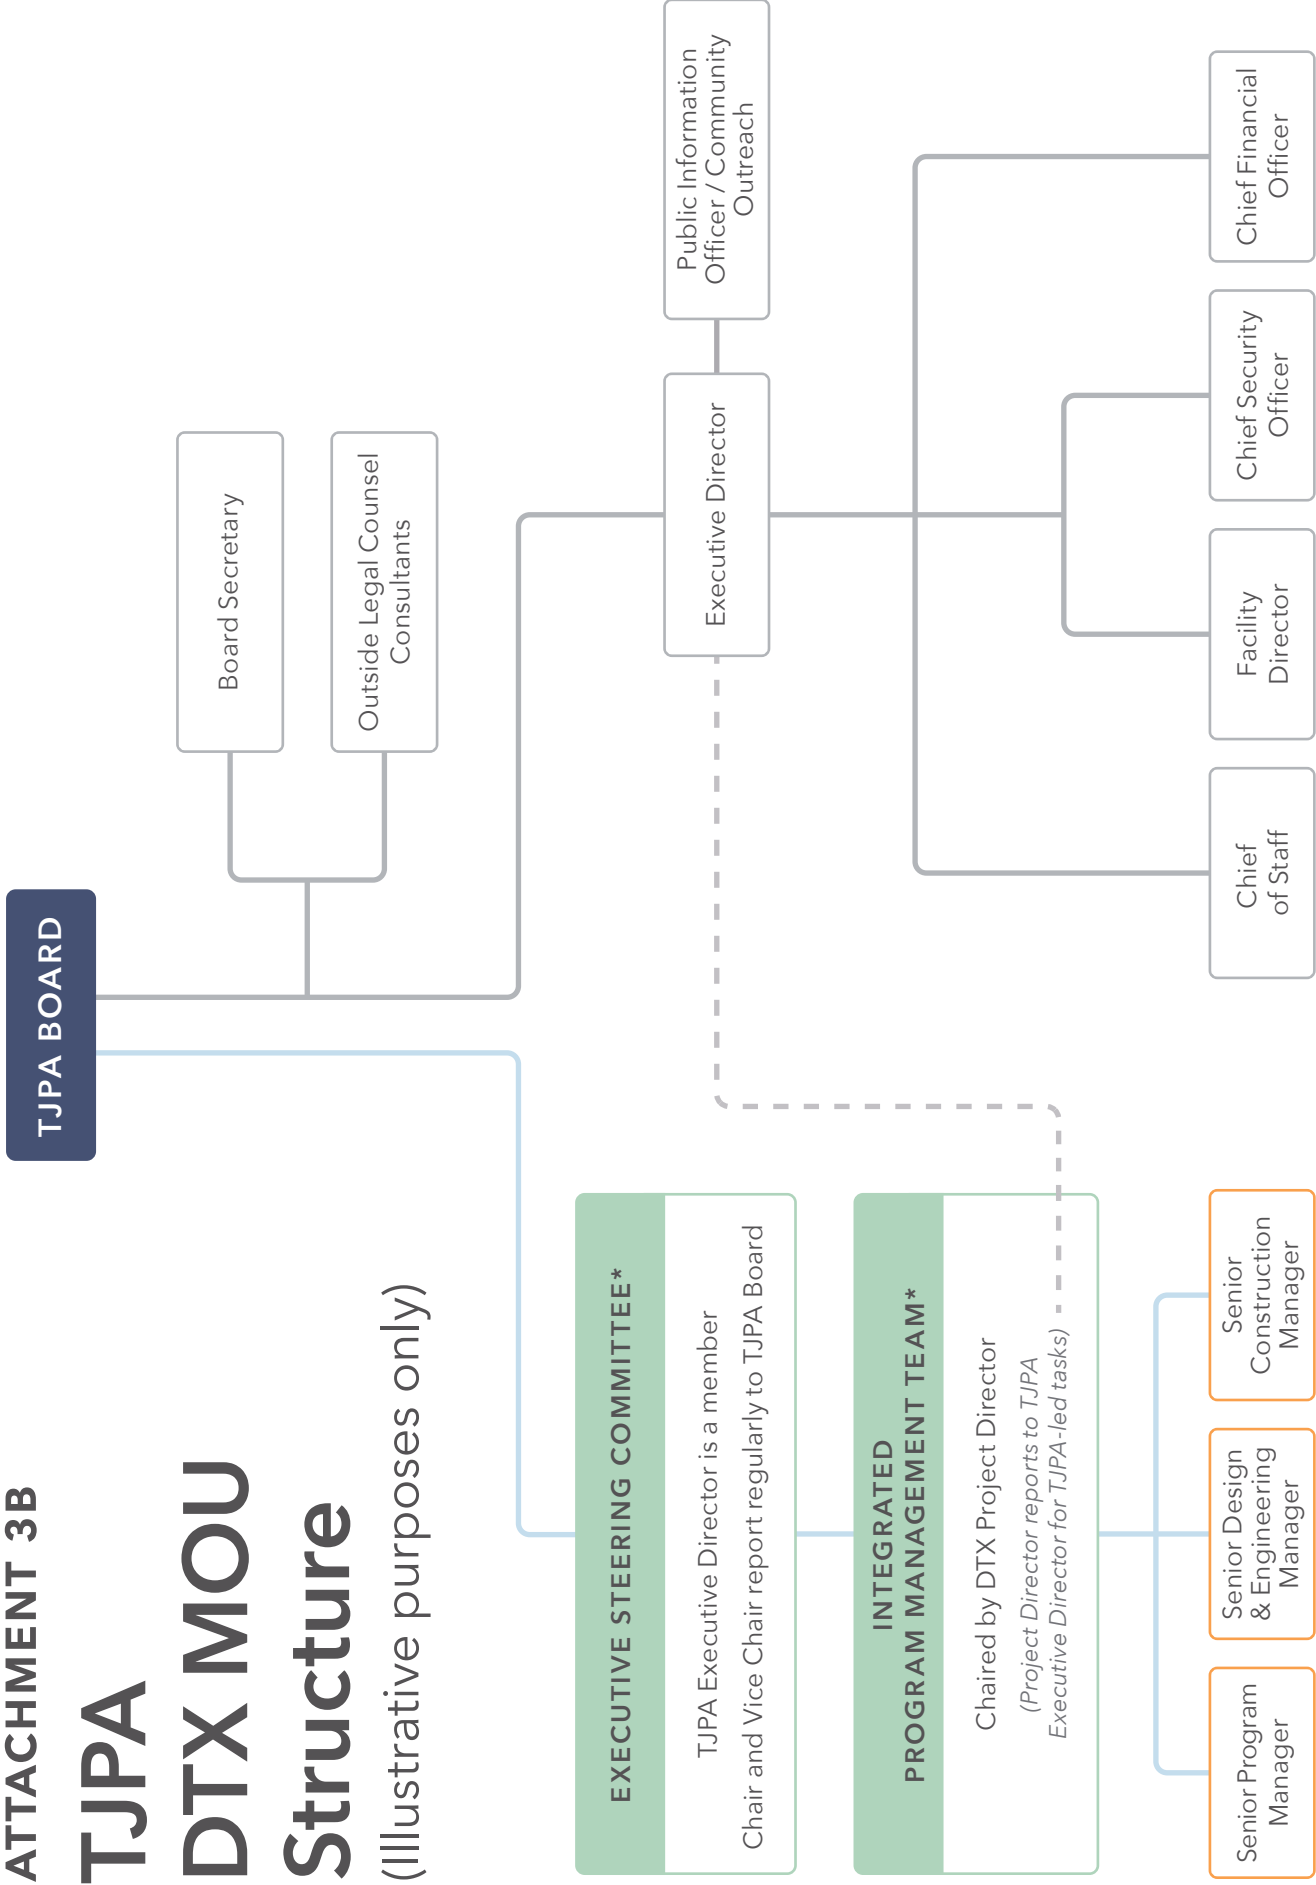 ATTACHMENT 3B
TJPA
DTX MOU
Structure
(Illustrative purposes only)
TJPA BOARD
Board Secretary
Outside Legal Counsel
Consultants
EXECUTIVE STEERING COMMITTEE*
TJPA Executive Director is a member
Chair and Vice Chair report regularly to TJPA Board
Executive Director
Public Information
Officer / Community
Outreach
INTEGRATED
PROGRAM MANAGEMENT TEAM*
Chaired by DTX Project Director
(Project Director reports to TJPA
Executive Director for TJPA-led tasks)
Senior Program
Manager
Senior Design
& Engineering
Manager
Senior
Construction
Manager
Chief
of Staff
Facility
Director
Chief Security
Officer
Chief Financial
Officer